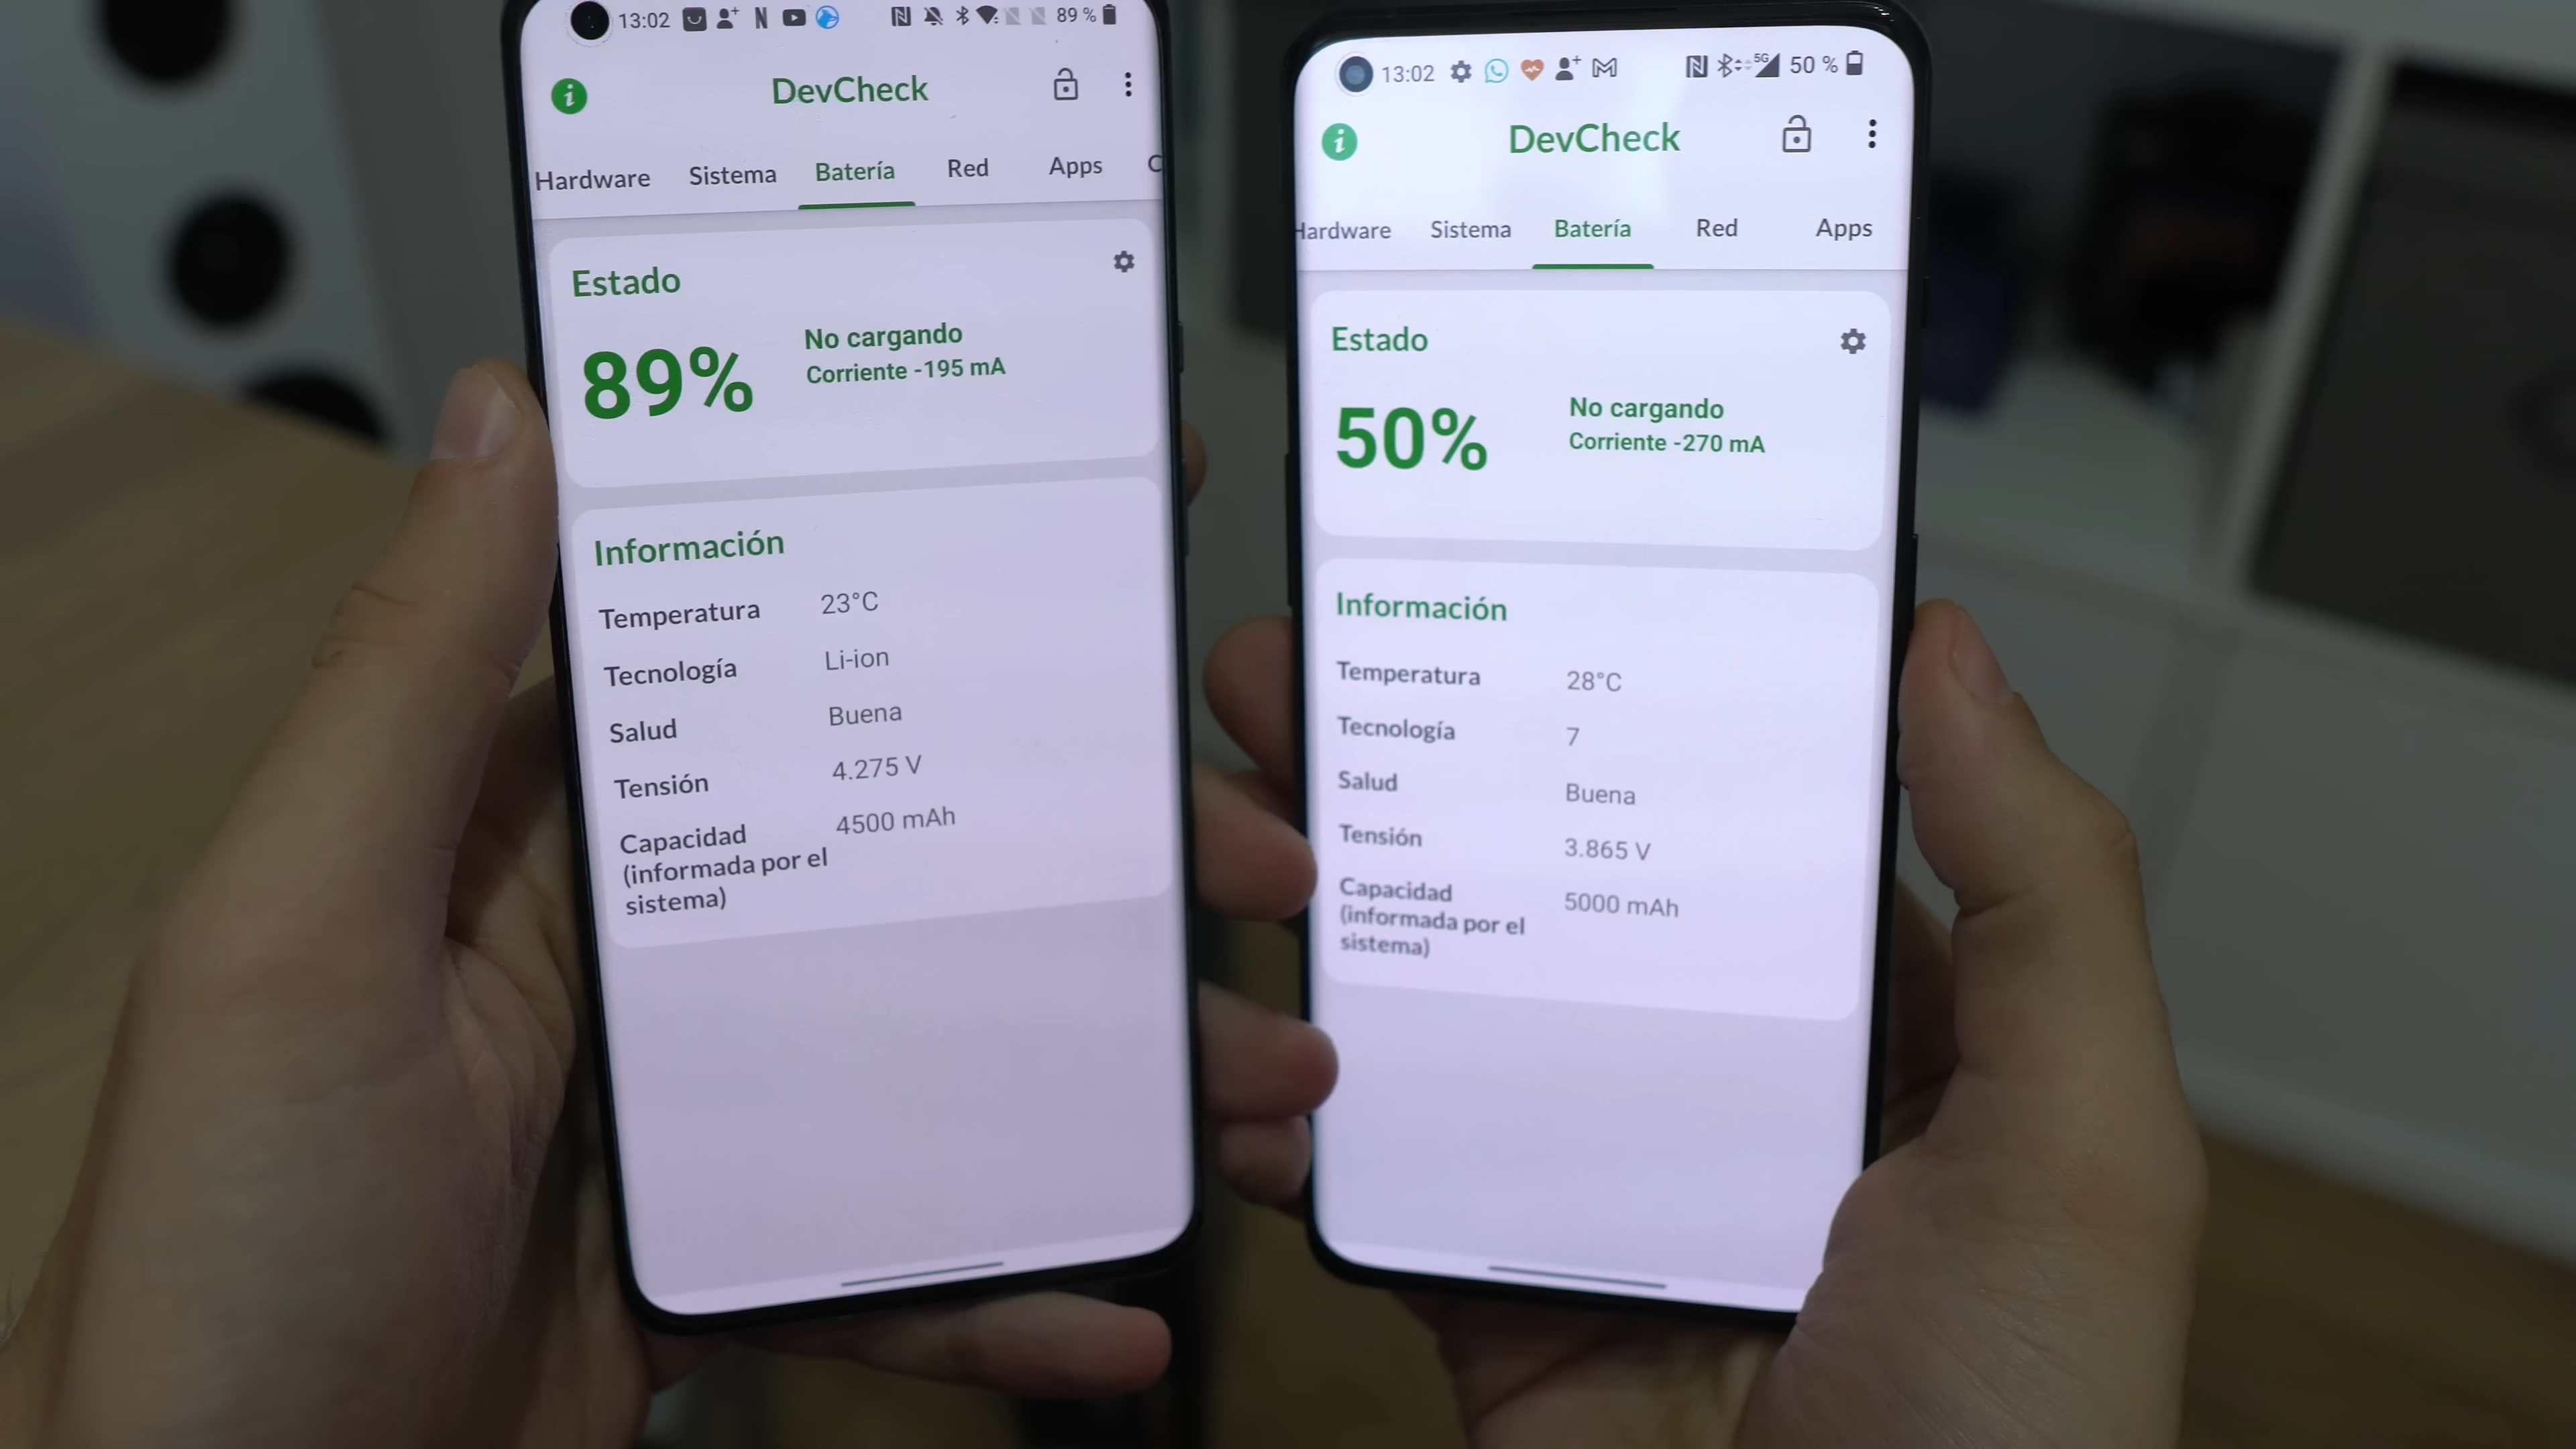 13:02
89 %
DevCheck
Hardware Sistema Batería Red Apps C
Estado
89%
No cargando
Corriente -195 mA
Información
Temperatura 23°C
Tecnología Li-ion
Salud Buena
Tensión 4.275 V
Capacidad 4500 mAh
(informada por el
sistema)
13:02
5G 50 %
DevCheck
Hardware Sistema Batería Red Apps
Estado
50%
No cargando
Corriente -270 mA
Información
Temperatura 28°C
Tecnología 7
Salud Buena
Tensión 3.865 V
Capacidad 5000 mAh
(informada por el
sistema)